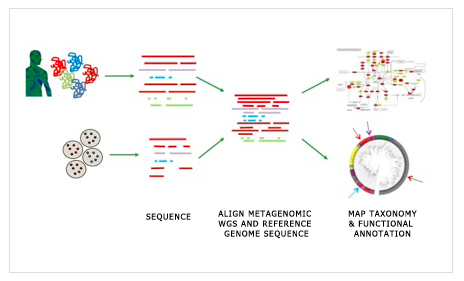 SEQUENCE
ALIGN METAGENOMIC
WGS AND REFERENCE
GENOME SEQUENCE
MAP TAXONOMY
& FUNCTIONAL
ANNOTATION